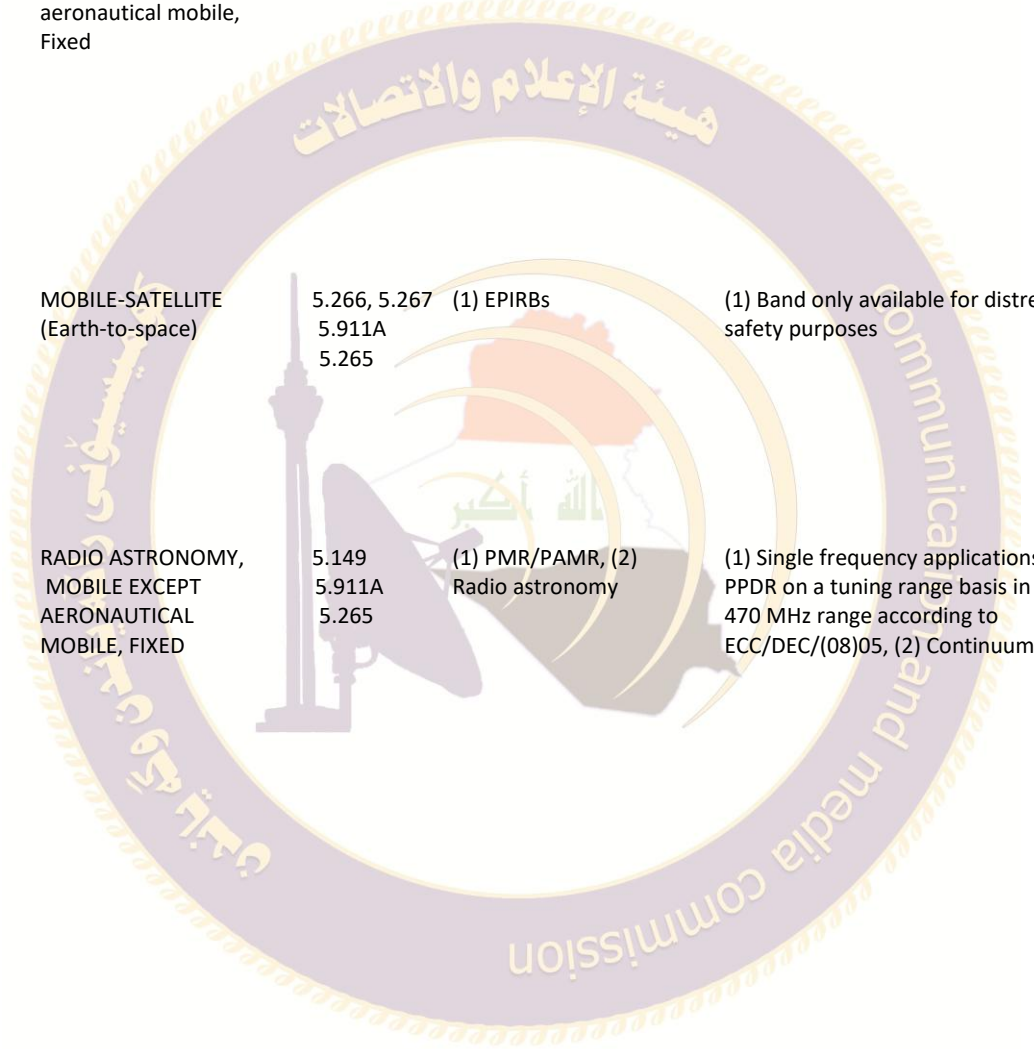 aeronautical mobile,
Fixed
هيئة الإعلام والاتصالات
MOBILE-SATELLITE 5.266, 5.267 (1) EPIRBs (1) Band only available for distre
(Earth-to-space) 5.911A safety purposes
5.265
الله أكبر
RADIO ASTRONOMY, 5.149 (1) PMR/PAMR, (2) (1) Single frequency applications
MOBILE EXCEPT 5.911A Radio astronomy PPDR on a tuning range basis in
AERONAUTICAL 5.265 470 MHz range according to
MOBILE, FIXED ECC/DEC/(08)05, (2) Continuum
communication and media commission